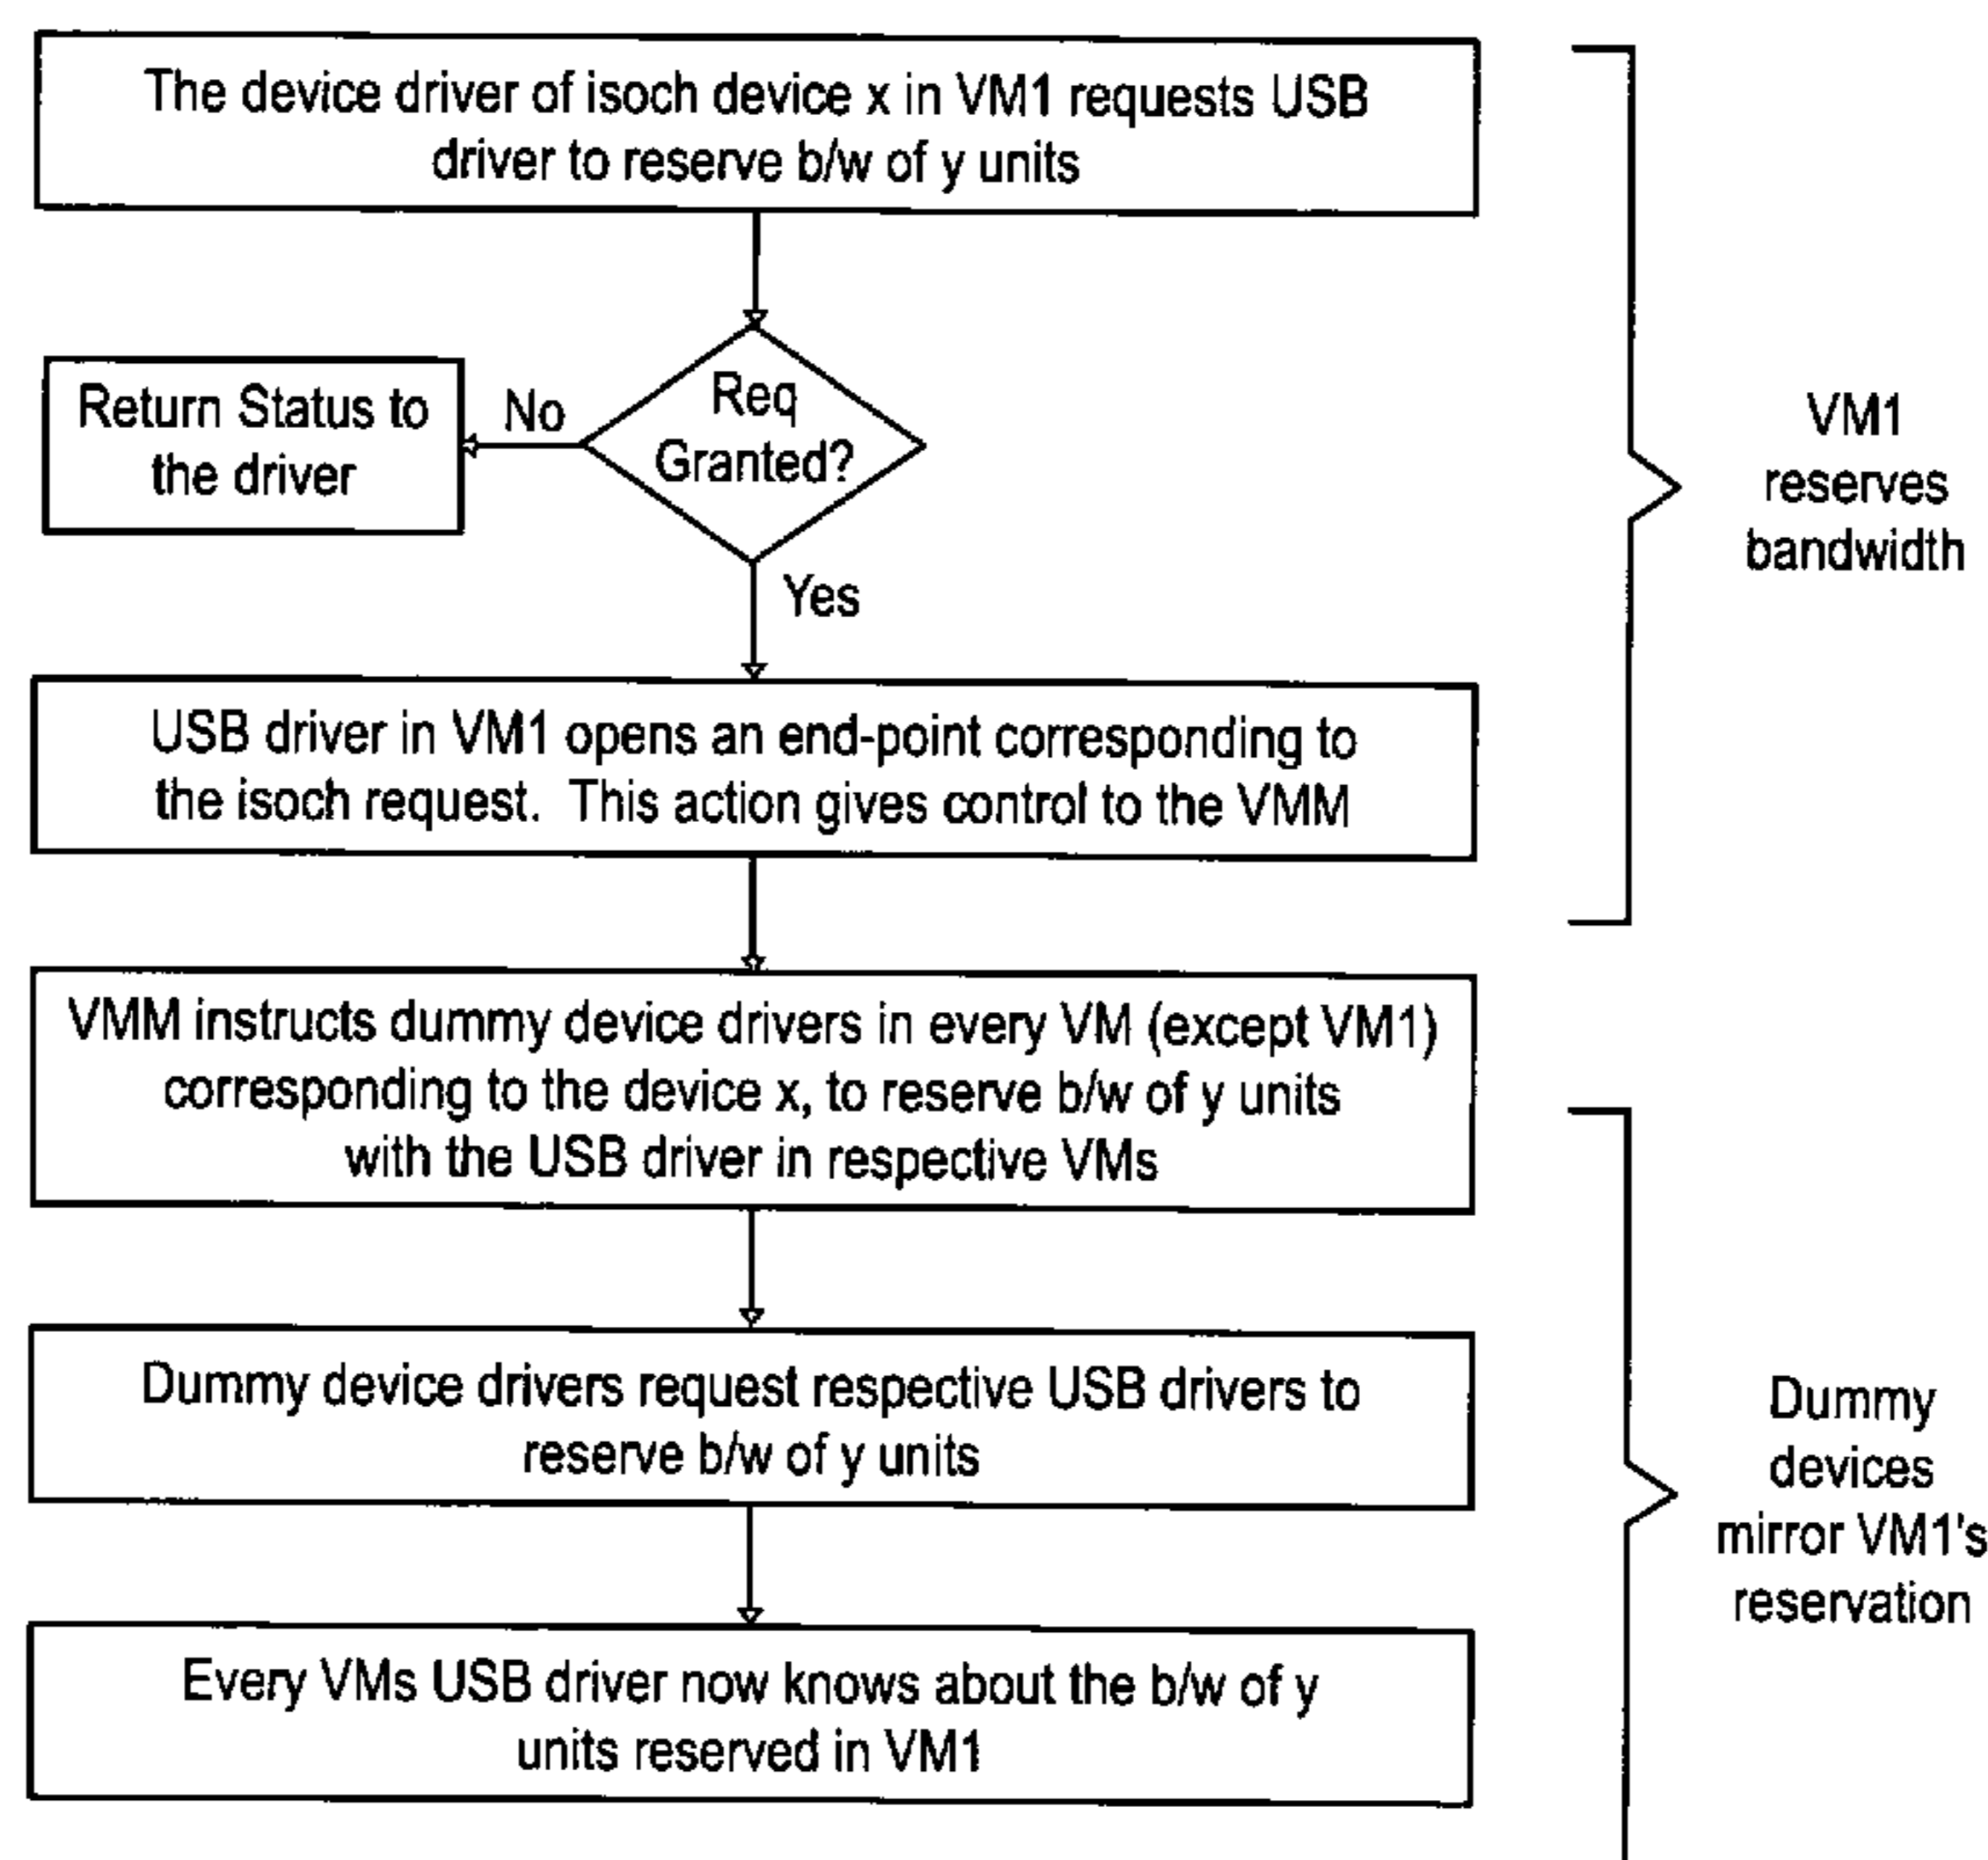 The device driver of isoch device x in VM1 requests USB
driver to reserve b/w of y units
Req
Granted?
No
Return Status to
the driver
Yes
USB driver in VM1 opens an end-point corresponding to
the isoch request. This action gives control to the VMM
VM1
reserves
bandwidth
VMM instructs dummy device drivers in every VM (except VM1)
corresponding to the device x, to reserve b/w of y units
with the USB driver in respective VMs
Dummy device drivers request respective USB drivers to
reserve b/w of y units
Every VMs USB driver now knows about the b/w of y
units reserved in VM1
Dummy
devices
mirror VM1's
reservation